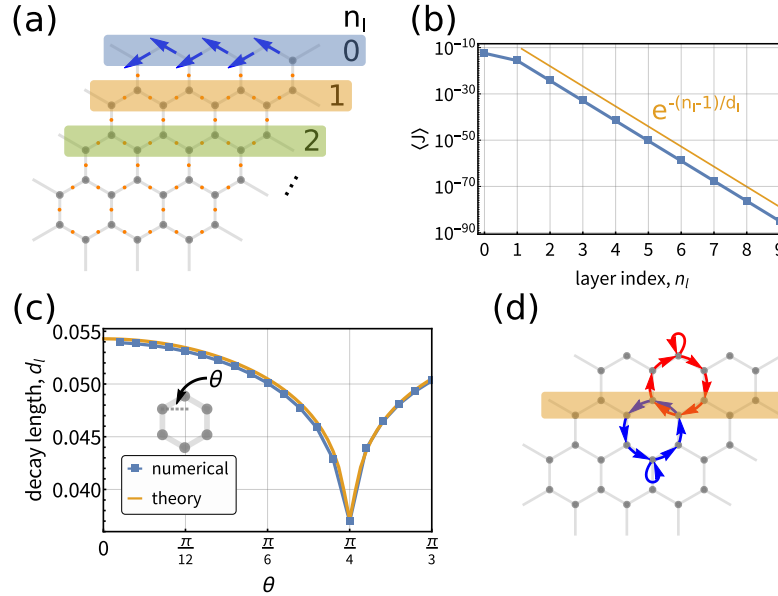 (a)
n_l
0
1
2
⋰
(b)
⟨J⟩
10^-10
10^-30
10^-50
10^-70
10^-90
e^-(n_l-1)/d_l
0 1 2 3 4 5 6 7 8 9
layer index, n_l
(c)
decay length, d_l
0.055
0.050
0.045
0.040
θ
numerical
theory
0 π/12 π/6 π/4 π/3
θ
(d)